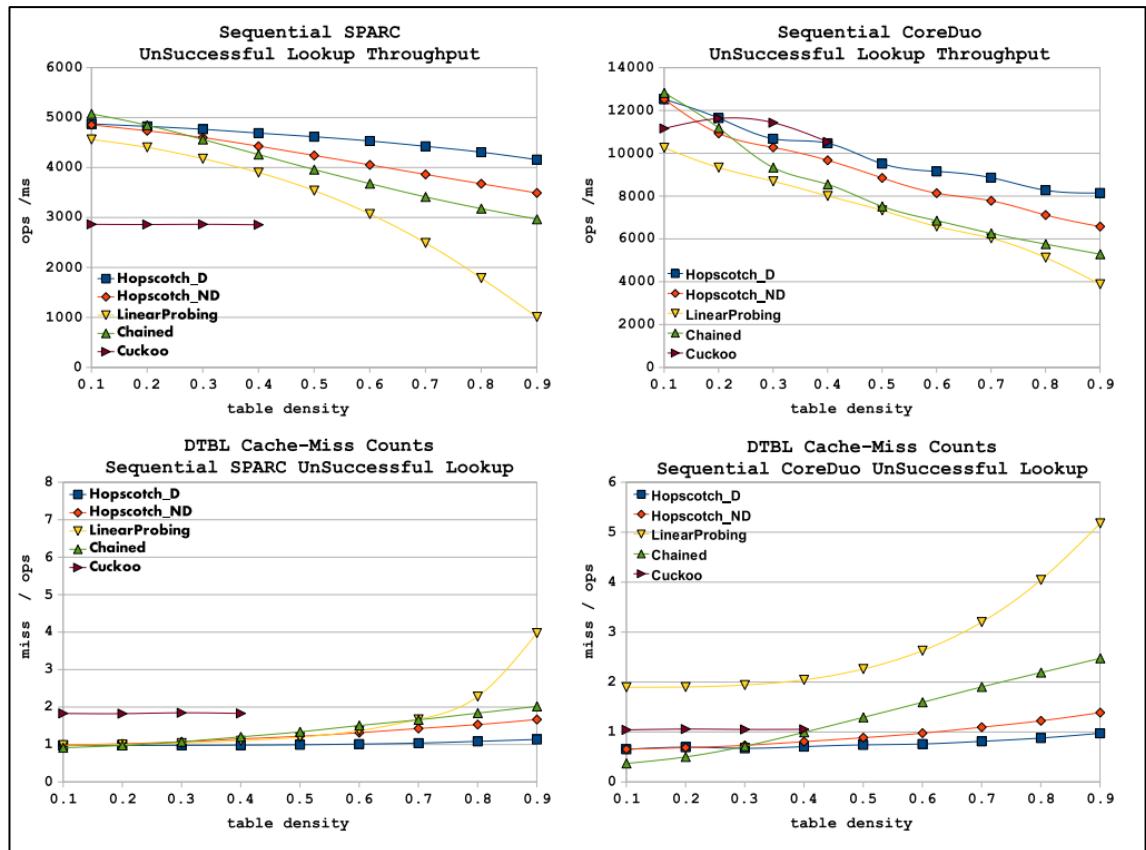 Sequential SPARC
UnSuccessful Lookup Throughput
6000
5000
4000
3000
2000
1000
0
ops /ms
Hopscotch_D
Hopscotch_ND
LinearProbing
Chained
Cuckoo
0.1 0.2 0.3 0.4 0.5 0.6 0.7 0.8 0.9
table density
Sequential CoreDuo
UnSuccessful Lookup Throughput
14000
12000
10000
8000
6000
4000
2000
0
ops /ms
Hopscotch_D
Hopscotch_ND
LinearProbing
Chained
Cuckoo
0.1 0.2 0.3 0.4 0.5 0.6 0.7 0.8 0.9
table density
DTBL Cache-Miss Counts
Sequential SPARC UnSuccessful Lookup
8
7
6
5
4
3
2
1
0
miss / ops
Hopscotch_D
Hopscotch_ND
LinearProbing
Chained
Cuckoo
0.1 0.2 0.3 0.4 0.5 0.6 0.7 0.8 0.9
table density
DTBL Cache-Miss Counts
Sequential CoreDuo UnSuccessful Lookup
6
5
4
3
2
1
0
miss / ops
Hopscotch_D
Hopscotch_ND
LinearProbing
Chained
Cuckoo
0.1 0.2 0.3 0.4 0.5 0.6 0.7 0.8 0.9
table density